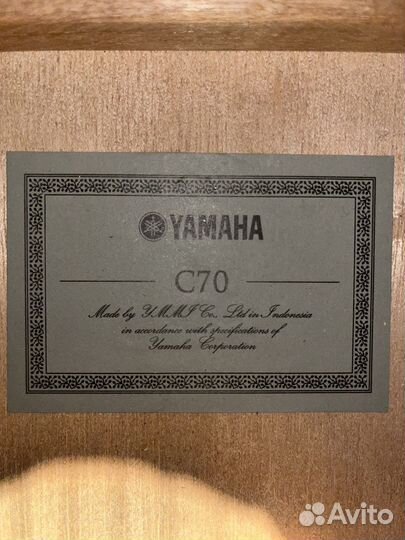 YAMAHA
C70
Made by YMMI Co., Ltd in Indonesia
in accordance with specifications of
Yamaha Corporation
Avito